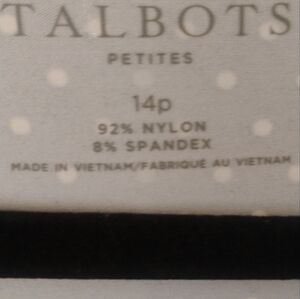 TALBOTS
PETITES
14p
92% NYLON
8% SPANDEX
MADE IN VIETNAM/FABRIQUÉ AU VIETNAM